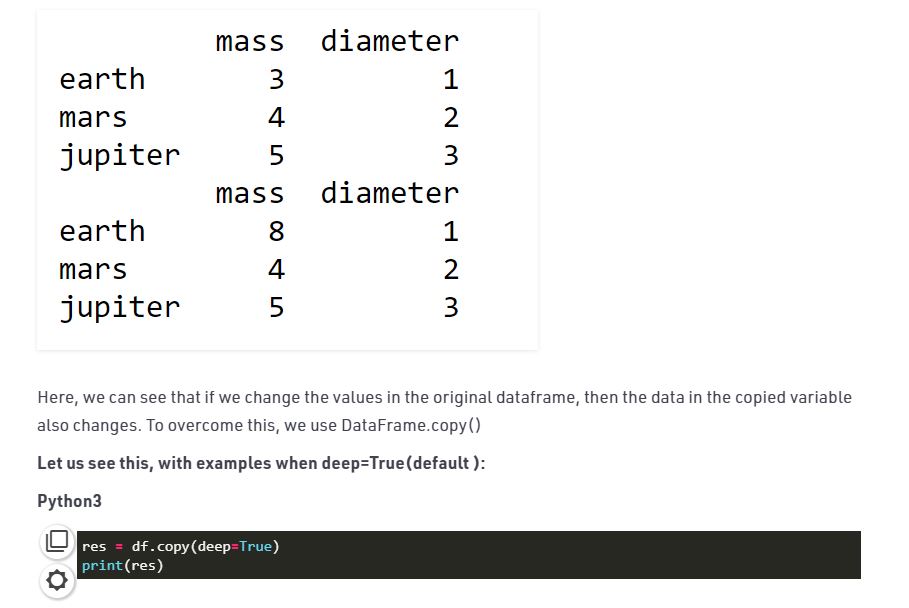 mass diameter
earth 3 1
mars 4 2
jupiter 5 3
mass diameter
earth 8 1
mars 4 2
jupiter 5 3
Here, we can see that if we change the values in the original dataframe, then the data in the copied variable
also changes. To overcome this, we use DataFrame.copy()
Let us see this, with examples when deep=True(default ):
Python3
res = df.copy(deep=True)
print(res)